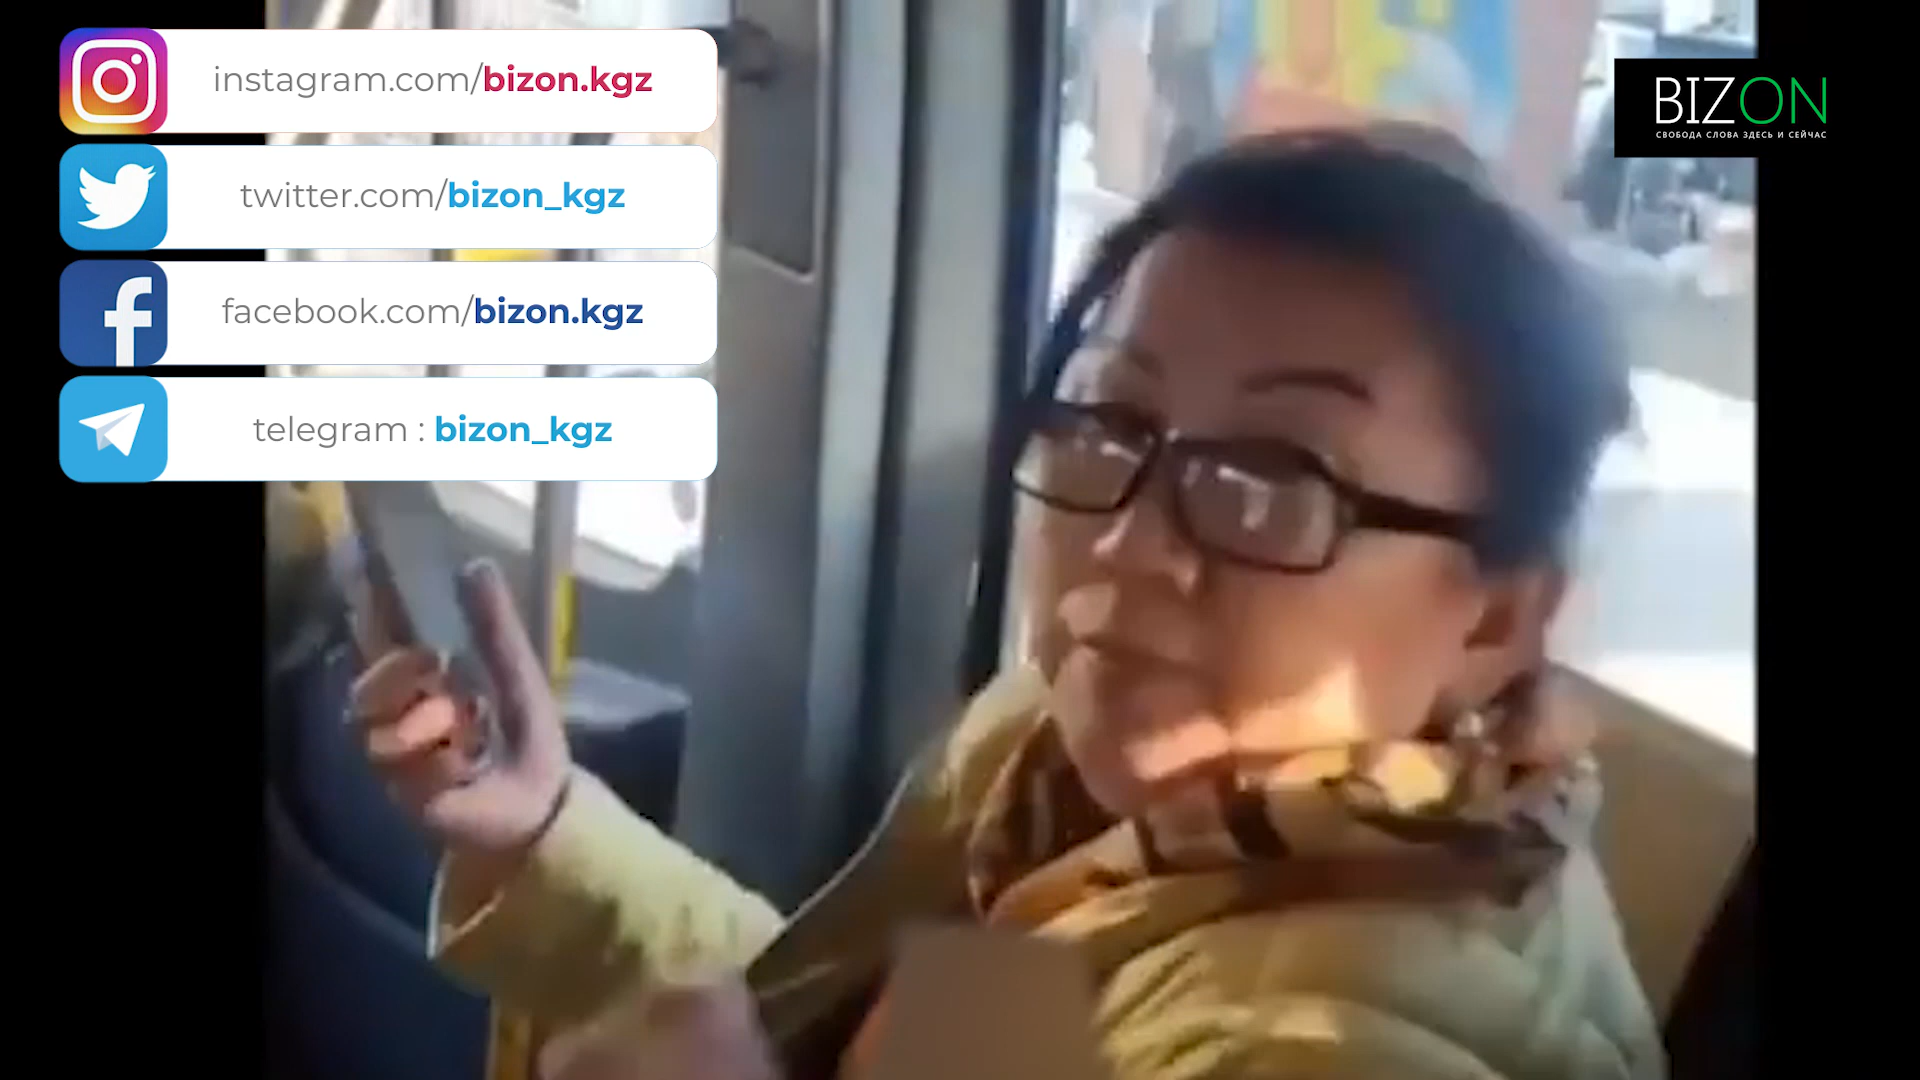 instagram.com/bizon.kgz
twitter.com/bizon_kgz
facebook.com/bizon.kgz
telegram : bizon_kgz
BIZON
СВОБОДА СЛОВА ЗДЕСЬ И СЕЙЧАС